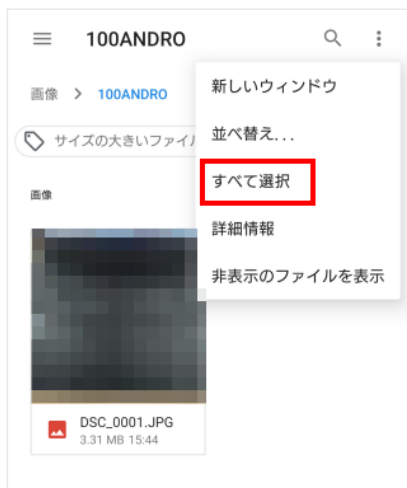 100ANDRO
画像 > 100ANDRO
新しいウィンドウ
サイズの大きいファイル
並べ替え...
すべて選択
画像
詳細情報
非表示のファイルを表示
DSC_0001.JPG
3.31 MB 15:44